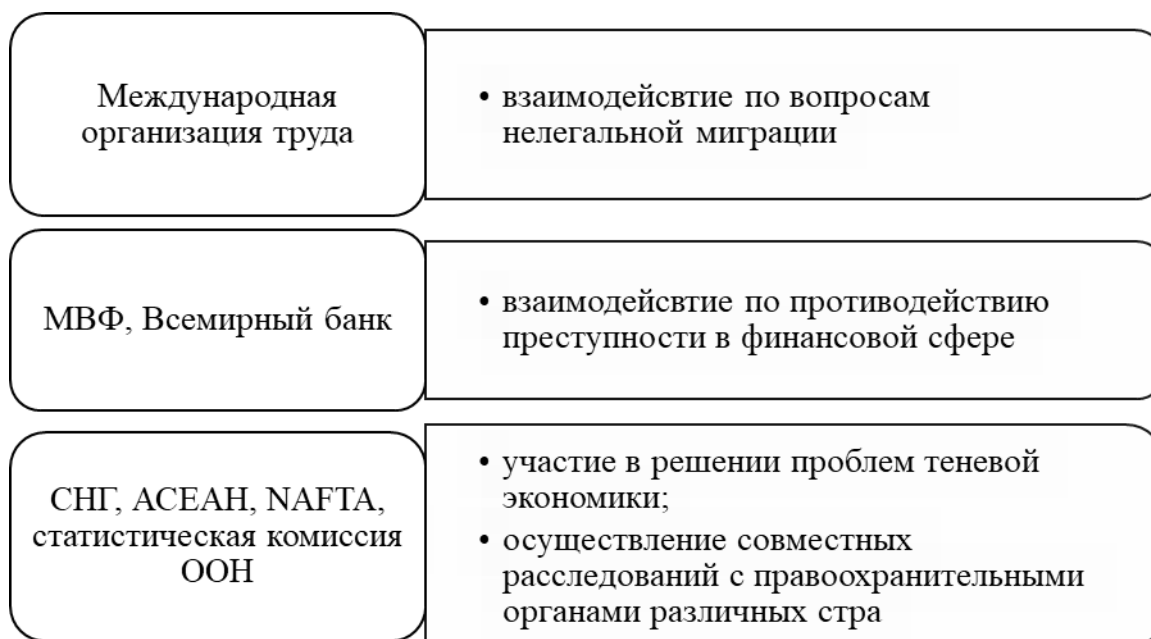 Международная
организация труда
• взаимодейсвтие по вопросам
нелегальной миграции
МВФ, Всемирный банк
• взаимодейсвтие по противодействию
преступности в финансовой сфере
СНГ, АСЕАН, NAFTA,
статистическая комиссия
ООН
• участие в решении проблем теневой
экономики;
• осуществление совместных
расследований с правоохранительными
органами различных стра